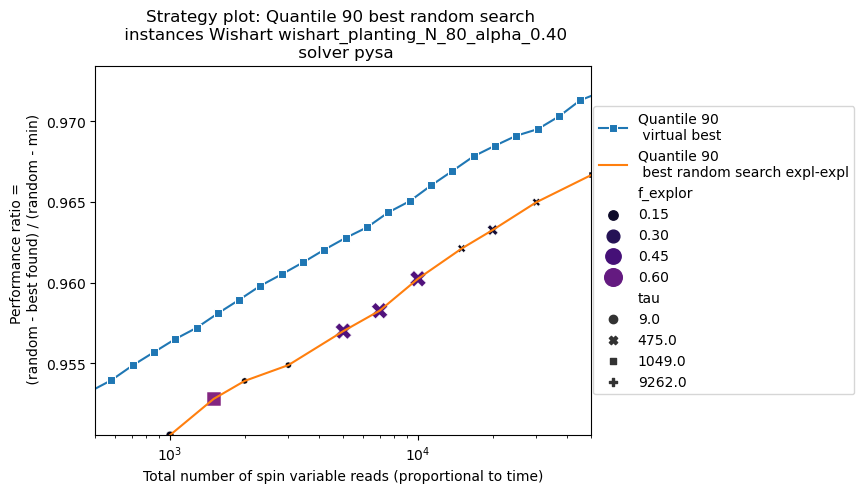 Strategy plot: Quantile 90 best random search
instances Wishart wishart_planting_N_80_alpha_0.40
solver pysa
Performance ratio =
(random - best found) / (random - min)
0.970
0.965
0.960
0.955
10³
10⁴
Total number of spin variable reads (proportional to time)
Quantile 90
virtual best
Quantile 90
best random search expl-expl
f_explor
0.15
0.30
0.45
0.60
tau
9.0
475.0
1049.0
9262.0